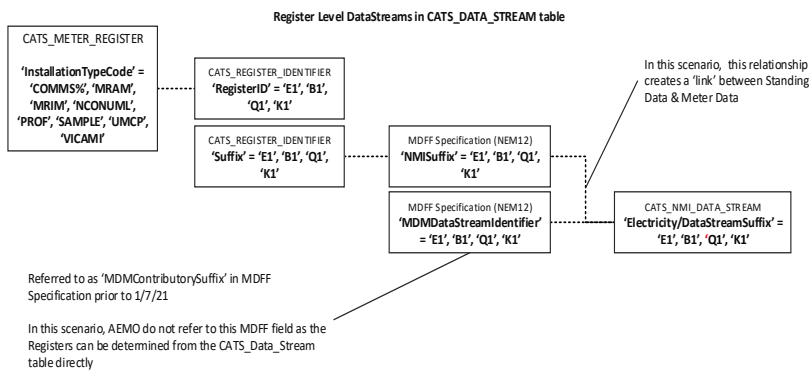 Register Level DataStreams in CATS_DATA_STREAM table
CATS_METER_REGISTER
‘InstallationTypeCode’ =
‘COMMS%’, ‘MRAM’,
‘MRIM’, ‘NCONUML’,
‘PROF’, ‘SAMPLE’, ‘UMCP’,
‘VICAMI’
CATS_REGISTER_IDENTIFIER
‘RegisterID’ = ‘E1’, ‘B1’,
‘Q1’, ‘K1’
In this scenario, this relationship
creates a ‘link’ between Standing
Data & Meter Data
CATS_REGISTER_IDENTIFIER
‘Suffix’ = ‘E1’, ‘B1’, ‘Q1’,
‘K1’
MDFF Specification (NEM12)
‘NMISuffix’ = ‘E1’, ‘B1’, ‘Q1’,
‘K1’
MDFF Specification (NEM12)
‘MDMDataStreamIdentifier’
= ‘E1’, ‘B1’, ‘Q1’, ‘K1’
CATS_NMI_DATA_STREAM
‘Electricity/DataStreamSuffix’ =
‘E1’, ‘B1’, ‘Q1’, ‘K1’
Referred to as ‘MDMContributorySuffix’ in MDFF
Specification prior to 1/7/21
In this scenario, AEMO do not refer to this MDFF field as the
Registers can be determined from the CATS_Data_Stream
table directly